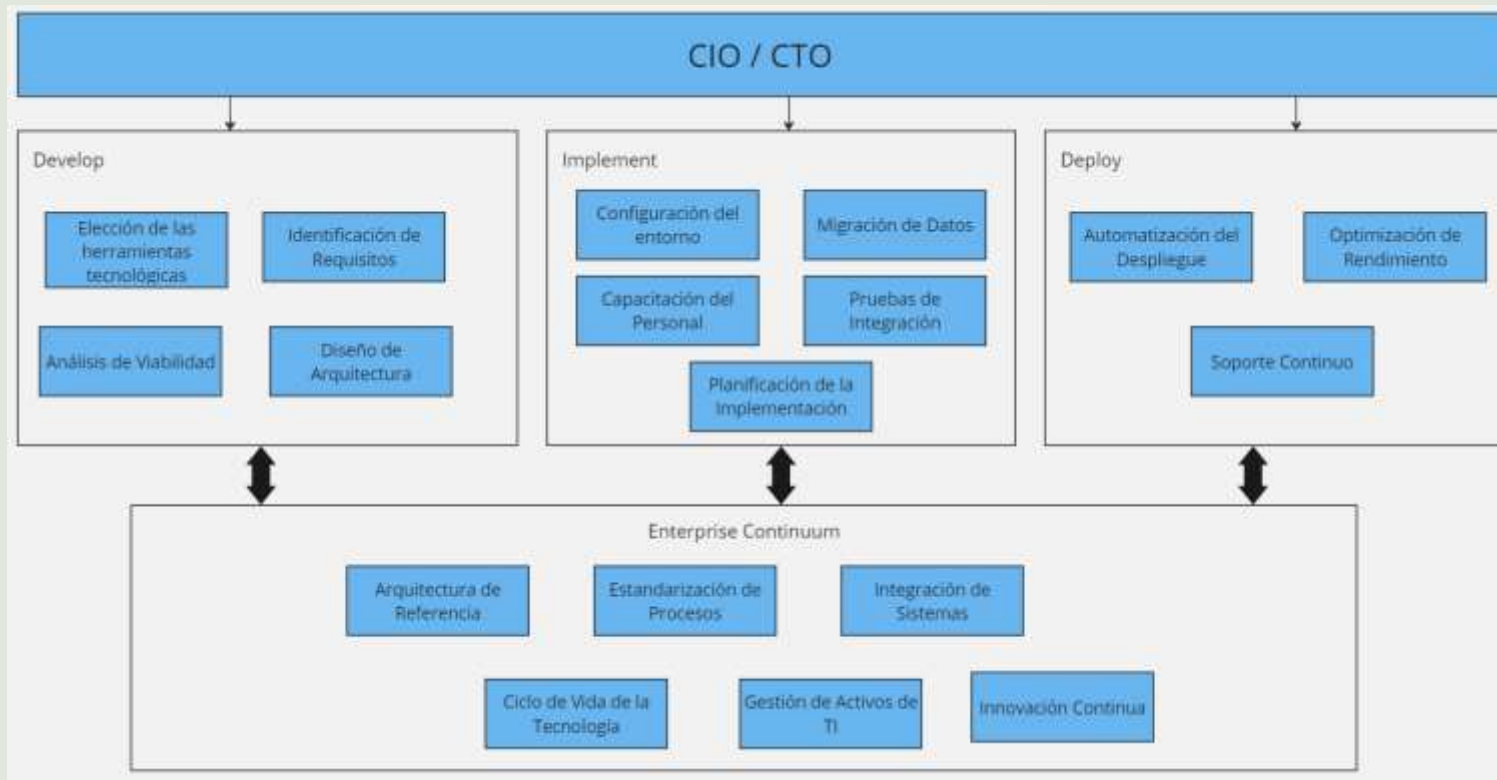 CIO / CTO
Develop
Elección de las
herramientas
tecnológicas
Identificación de
Requisitos
Análisis de Viabilidad
Diseño de
Arquitectura
Implement
Configuración del
entorno
Migración de Datos
Capacitación del
Personal
Pruebas de
Integración
Planificación de la
Implementación
Deploy
Automatización del
Despliegue
Optimización de
Rendimiento
Soporte Continuo
Enterprise Continuum
Arquitectura de
Referencia
Estandarización de
Procesos
Integración de
Sistemas
Ciclo de Vida de la
Tecnología
Gestión de Activos de
TI
Innovación Continua